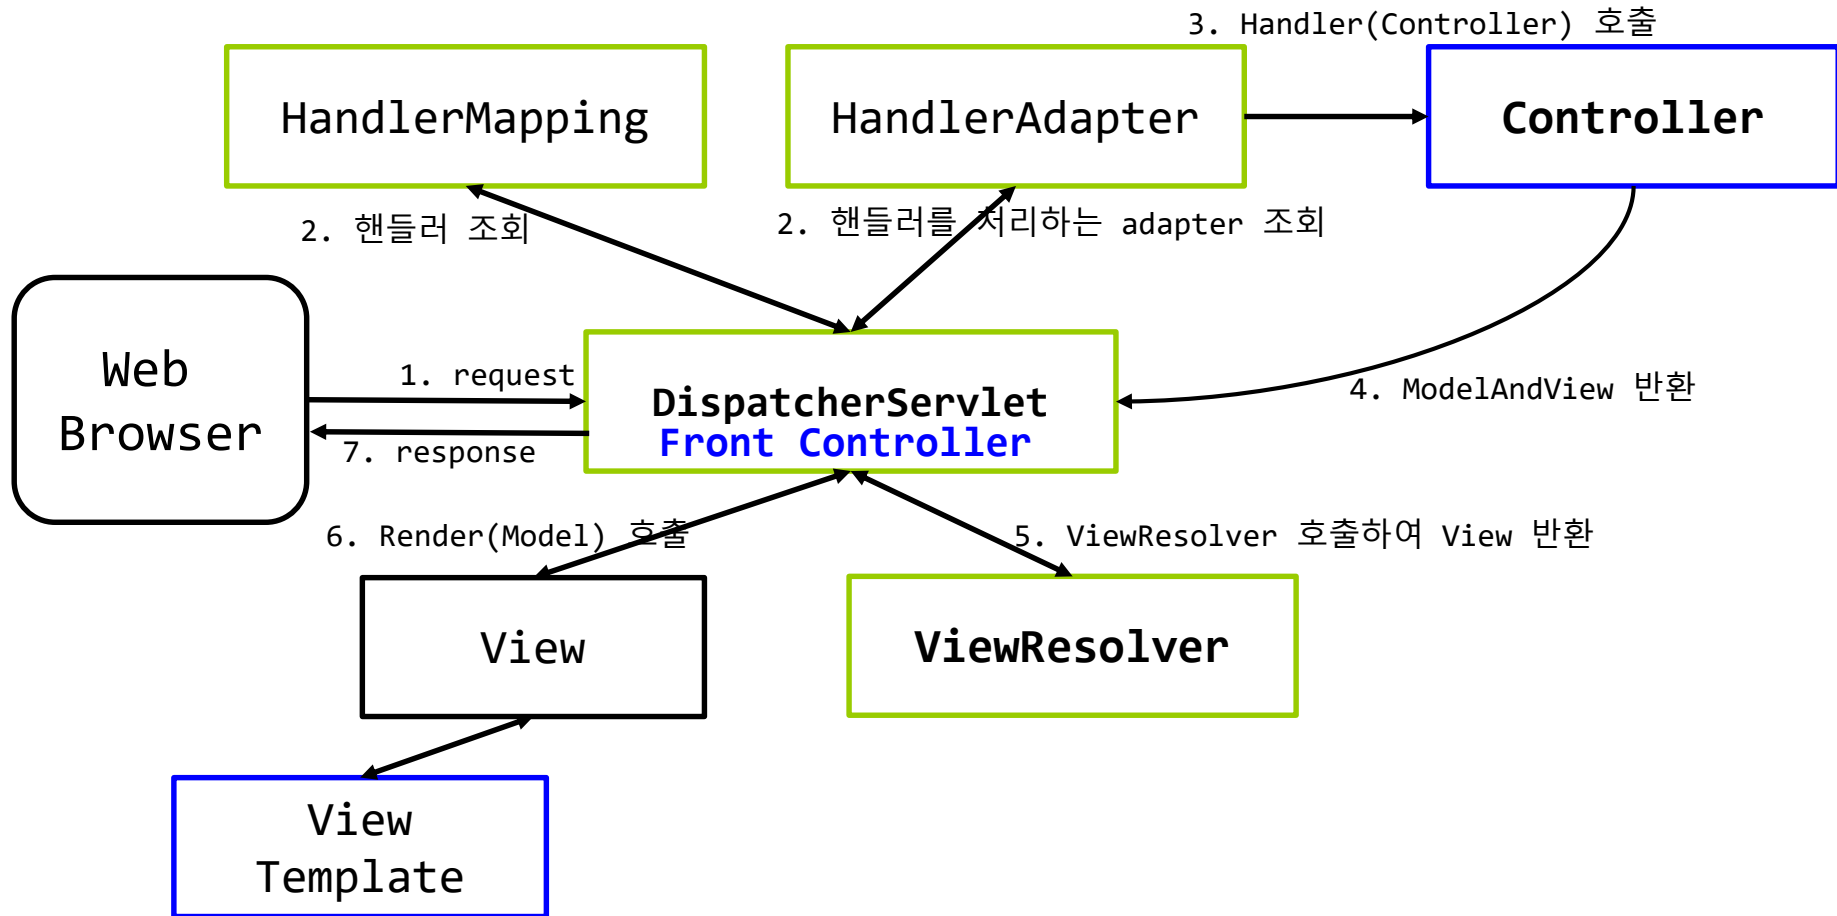 3. Handler(Controller) 호출
HandlerMapping
HandlerAdapter
Controller
2. 핸들러 조회
2. 핸들러를 처리하는 adapter 조회
Web
Browser
1. request
7. response
DispatcherServlet
Front Controller
4. ModelAndView 반환
6. Render(Model) 호출
5. ViewResolver 호출하여 View 반환
View
ViewResolver
View
Template